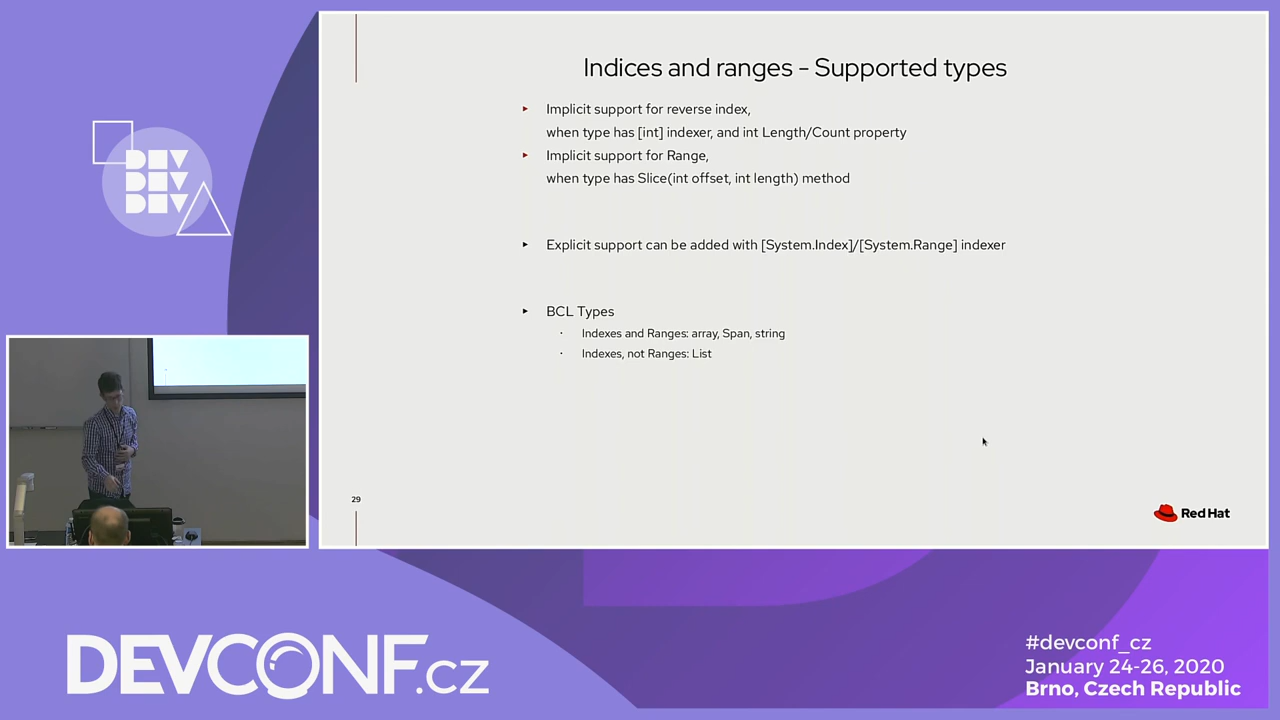 Indices and ranges - Supported types
Implicit support for reverse index,
when type has [int] indexer, and int Length/Count property
Implicit support for Range,
when type has Slice(int offset, int length) method
Explicit support can be added with [System.Index]/[System.Range] indexer
BCL Types
Indexes and Ranges: array, Span, string
Indexes, not Ranges: List
29
Red Hat
DEV
DEV
DEV
DEVCONF.cz
#devconf_cz
January 24-26, 2020
Brno, Czech Republic